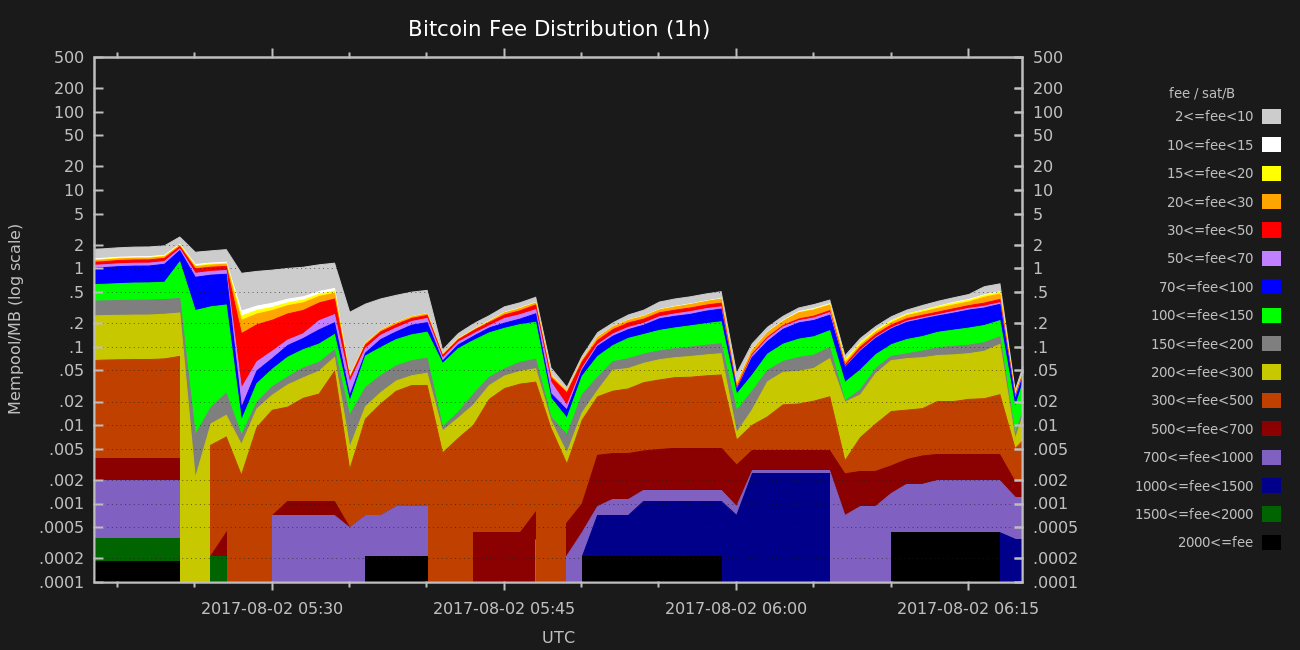 Bitcoin Fee Distribution (1h)
500
200
100
50
20
10
5
2
1
.5
.2
.1
.05
.02
.01
.005
.002
.001
.0005
.0002
.0001
Mempool/MB (log scale)
500
200
100
50
20
10
5
2
1
.5
.2
.1
.05
.02
.01
.005
.002
.001
.0005
.0002
.0001
2017-08-02 05:30
2017-08-02 05:45
2017-08-02 06:00
2017-08-02 06:15
UTC
fee / sat/B
2<=fee<10
10<=fee<15
15<=fee<20
20<=fee<30
30<=fee<50
50<=fee<70
70<=fee<100
100<=fee<150
150<=fee<200
200<=fee<300
300<=fee<500
500<=fee<700
700<=fee<1000
1000<=fee<1500
1500<=fee<2000
2000<=fee